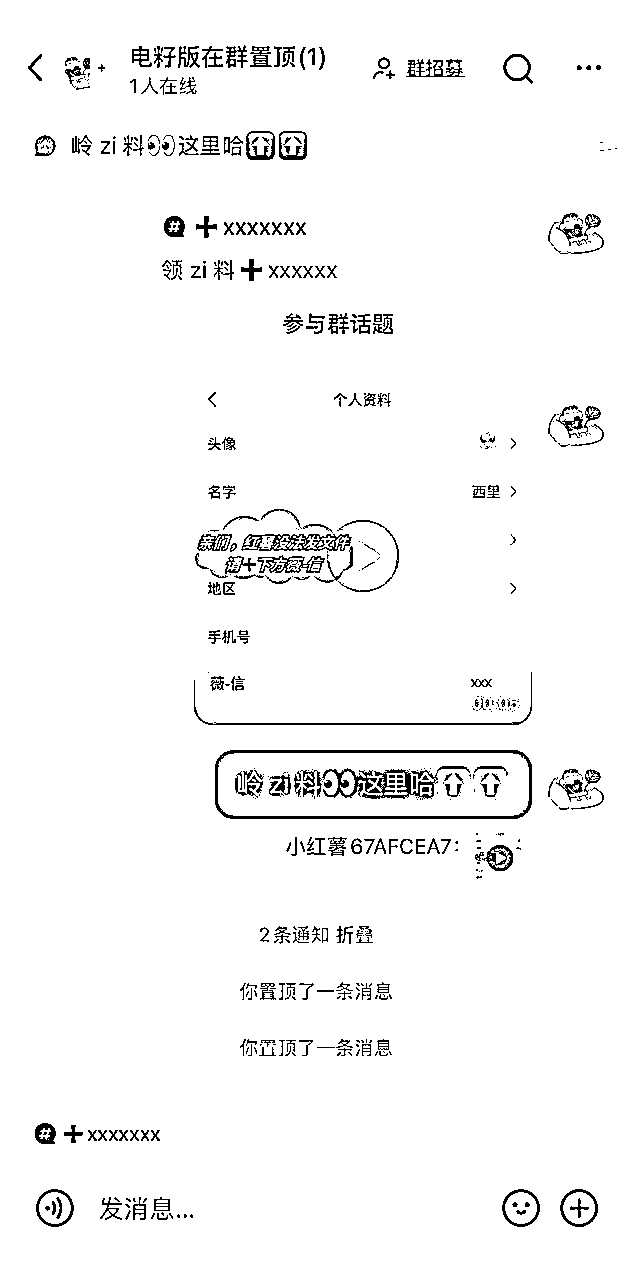 电籽版在群置顶(1)
1人在线
群招募
岭 zi 料👀这里哈⬆️⬆️
#➕xxxxxxx
领 zi 料➕xxxxxx
参与群话题
个人资料
头像
名字
西里
亲们，红薯没法发文件
请十下方薇-信
地区
手机号
薇-信
xxx
岭 zi 料👀这里哈⬆️⬆️
小红薯67AFCEA7：
2条通知 折叠
你置顶了一条消息
你置顶了一条消息
#➕xxxxxxx
发消息...